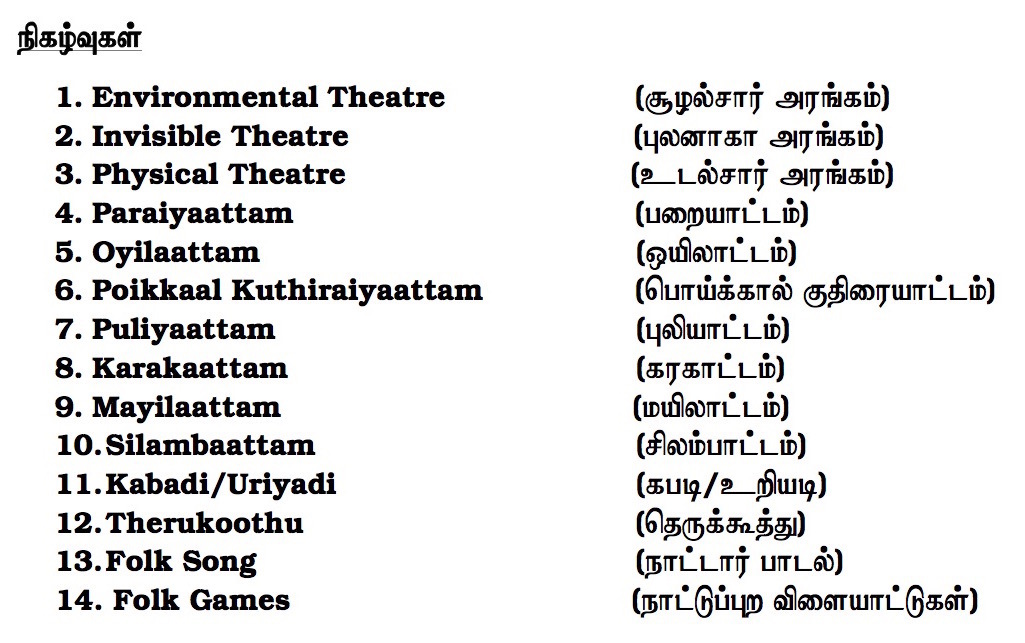 நிகழ்வுகள்
1. Environmental Theatre (சூழல்சார் அரங்கம்)
2. Invisible Theatre (புலனாகா அரங்கம்)
3. Physical Theatre (உடல்சார் அரங்கம்)
4. Paraiyaattam (பறையாட்டம்)
5. Oyilaattam (ஒயிலாட்டம்)
6. Poikkaal Kuthiraiyaattam (பொய்க்கால் குதிரையாட்டம்)
7. Puliyaattam (புலியாட்டம்)
8. Karakaattam (கரகாட்டம்)
9. Mayilaattam (மயிலாட்டம்)
10. Silambaattam (சிலம்பாட்டம்)
11. Kabadi/Uriyadi (கபடி/உறியடி)
12. Therukoothu (தெருக்கூத்து)
13. Folk Song (நாட்டார் பாடல்)
14. Folk Games (நாட்டுப்புற விளையாட்டுகள்)